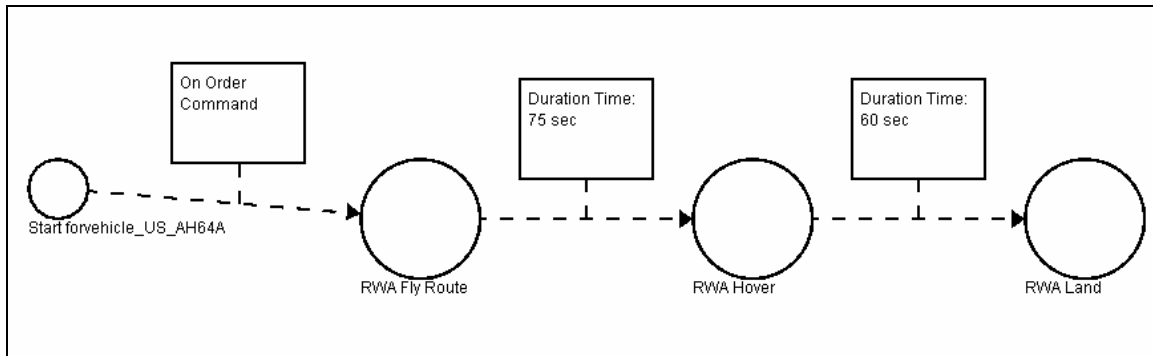 On Order
Command
Duration Time:
75 sec
Duration Time:
60 sec
Start forvehicle_US_AH64A
RWA Fly Route
RWA Hover
RWA Land